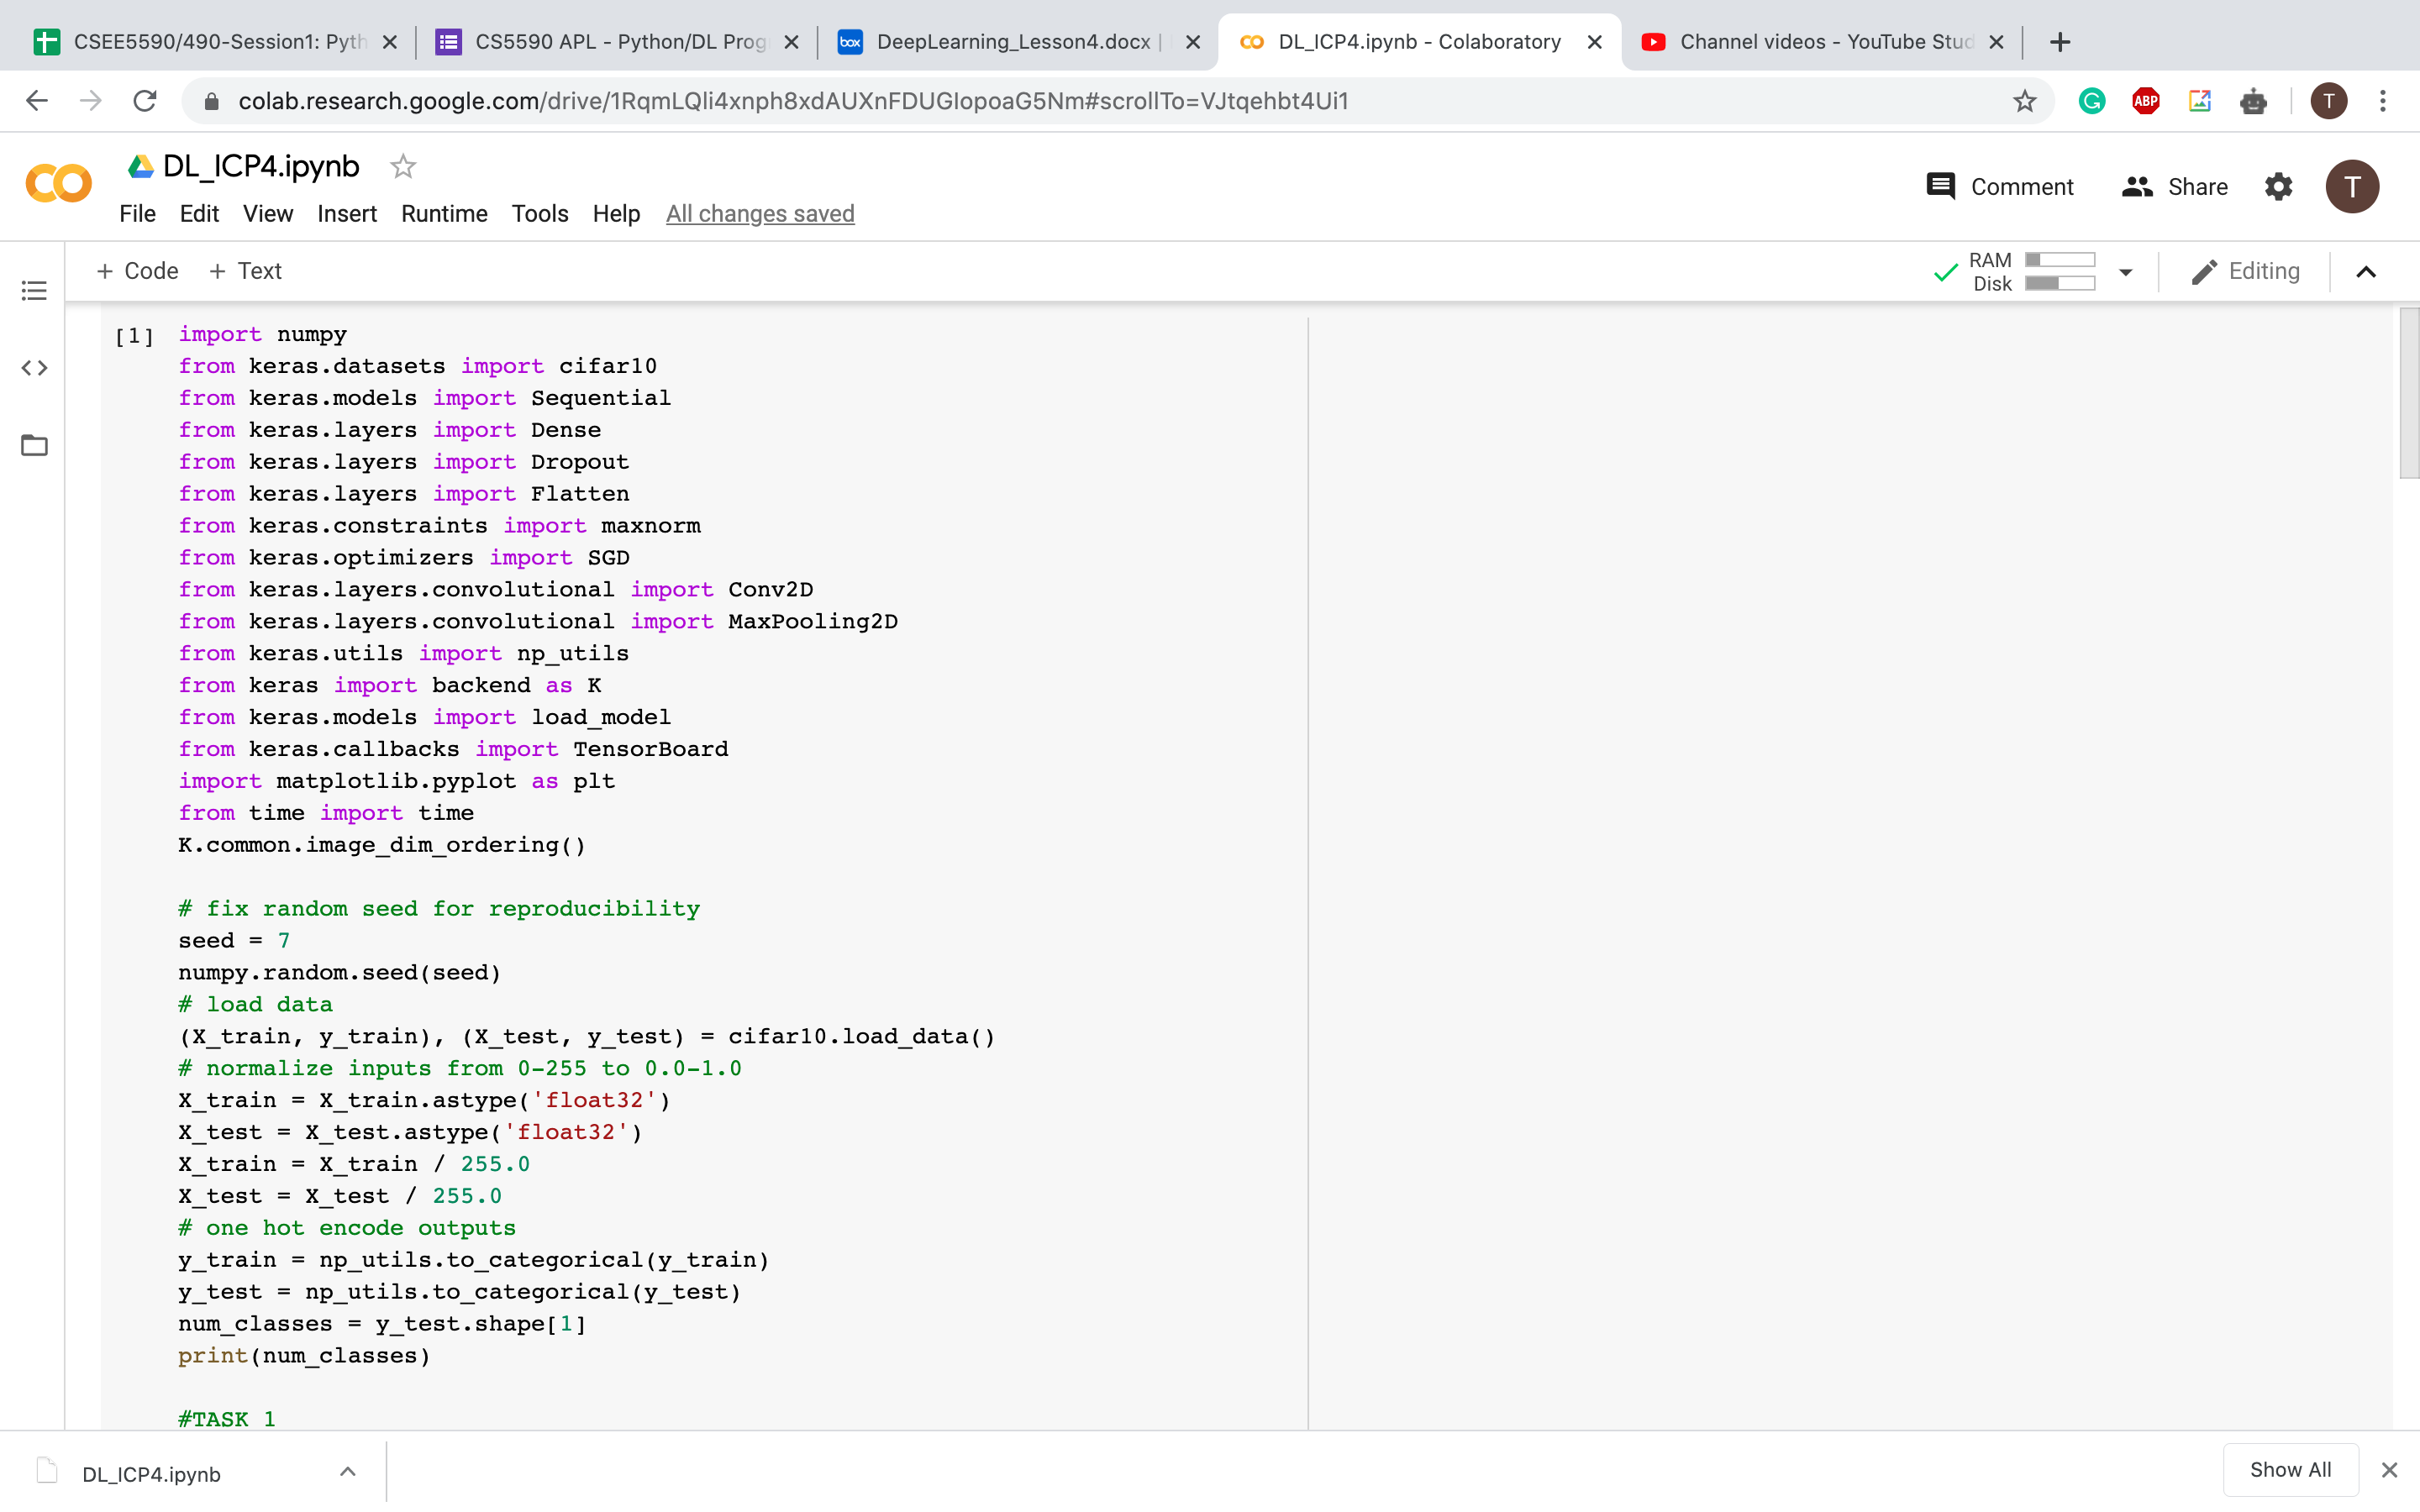 CSEE5590/490-Session1: Pyth
CS5590 APL - Python/DL Prog
box
DeepLearning_Lesson4.docx |
DL_ICP4.ipynb - Colaboratory
Channel videos - YouTube Stud
colab.research.google.com/drive/1RqmLQli4xnph8xdAUXnFDUGIopoaG5Nm#scrollTo=VJtqehbt4Ui1
ABP
T
DL_ICP4.ipynb
Comment
Share
T
File Edit View Insert Runtime Tools Help All changes saved
+ Code + Text
RAM
Disk
Editing
[1] import numpy
from keras.datasets import cifar10
from keras.models import Sequential
from keras.layers import Dense
from keras.layers import Dropout
from keras.layers import Flatten
from keras.constraints import maxnorm
from keras.optimizers import SGD
from keras.layers.convolutional import Conv2D
from keras.layers.convolutional import MaxPooling2D
from keras.utils import np_utils
from keras import backend as K
from keras.models import load_model
from keras.callbacks import TensorBoard
import matplotlib.pyplot as plt
from time import time
K.common.image_dim_ordering()
# fix random seed for reproducibility
seed = 7
numpy.random.seed(seed)
# load data
(X_train, y_train), (X_test, y_test) = cifar10.load_data()
# normalize inputs from 0-255 to 0.0-1.0
X_train = X_train.astype('float32')
X_test = X_test.astype('float32')
X_train = X_train / 255.0
X_test = X_test / 255.0
# one hot encode outputs
y_train = np_utils.to_categorical(y_train)
y_test = np_utils.to_categorical(y_test)
num_classes = y_test.shape[1]
print(num_classes)
#TASK 1
DL_ICP4.ipynb
Show All